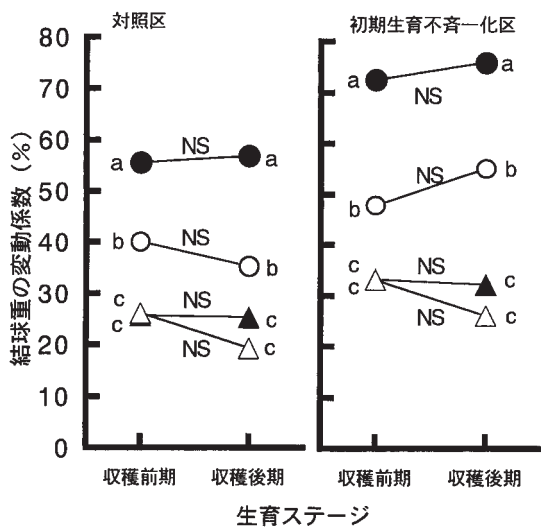 対照区
初期生育不斉一化区
結球重の変動係数 (%)
80
70
60
50
40
30
20
10
0
a
NS
a
b
NS
b
c
c
NS
c
NS
c
a
NS
a
b
NS
b
c
c
NS
c
NS
c
収穫前期
収穫後期
収穫前期
収穫後期
生育ステージ